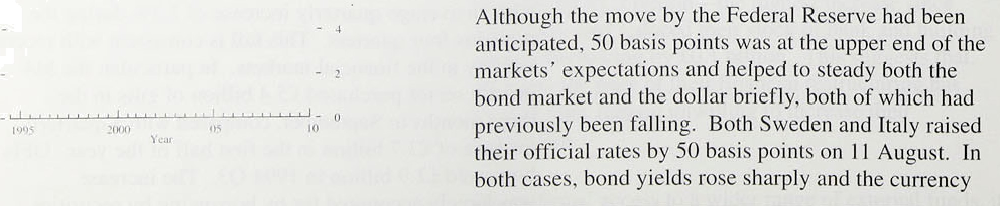 4
2
0
1995 2000 05 10
Year
Although the move by the Federal Reserve had been
anticipated, 50 basis points was at the upper end of the
markets’ expectations and helped to steady both the
bond market and the dollar briefly, both of which had
previously been falling. Both Sweden and Italy raised
their official rates by 50 basis points on 11 August. In
both cases, bond yields rose sharply and the currency